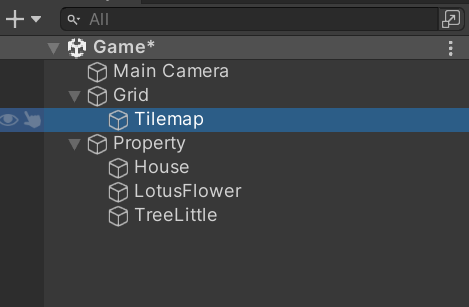 All
Game*
Main Camera
Grid
Tilemap
Property
House
LotusFlower
TreeLittle